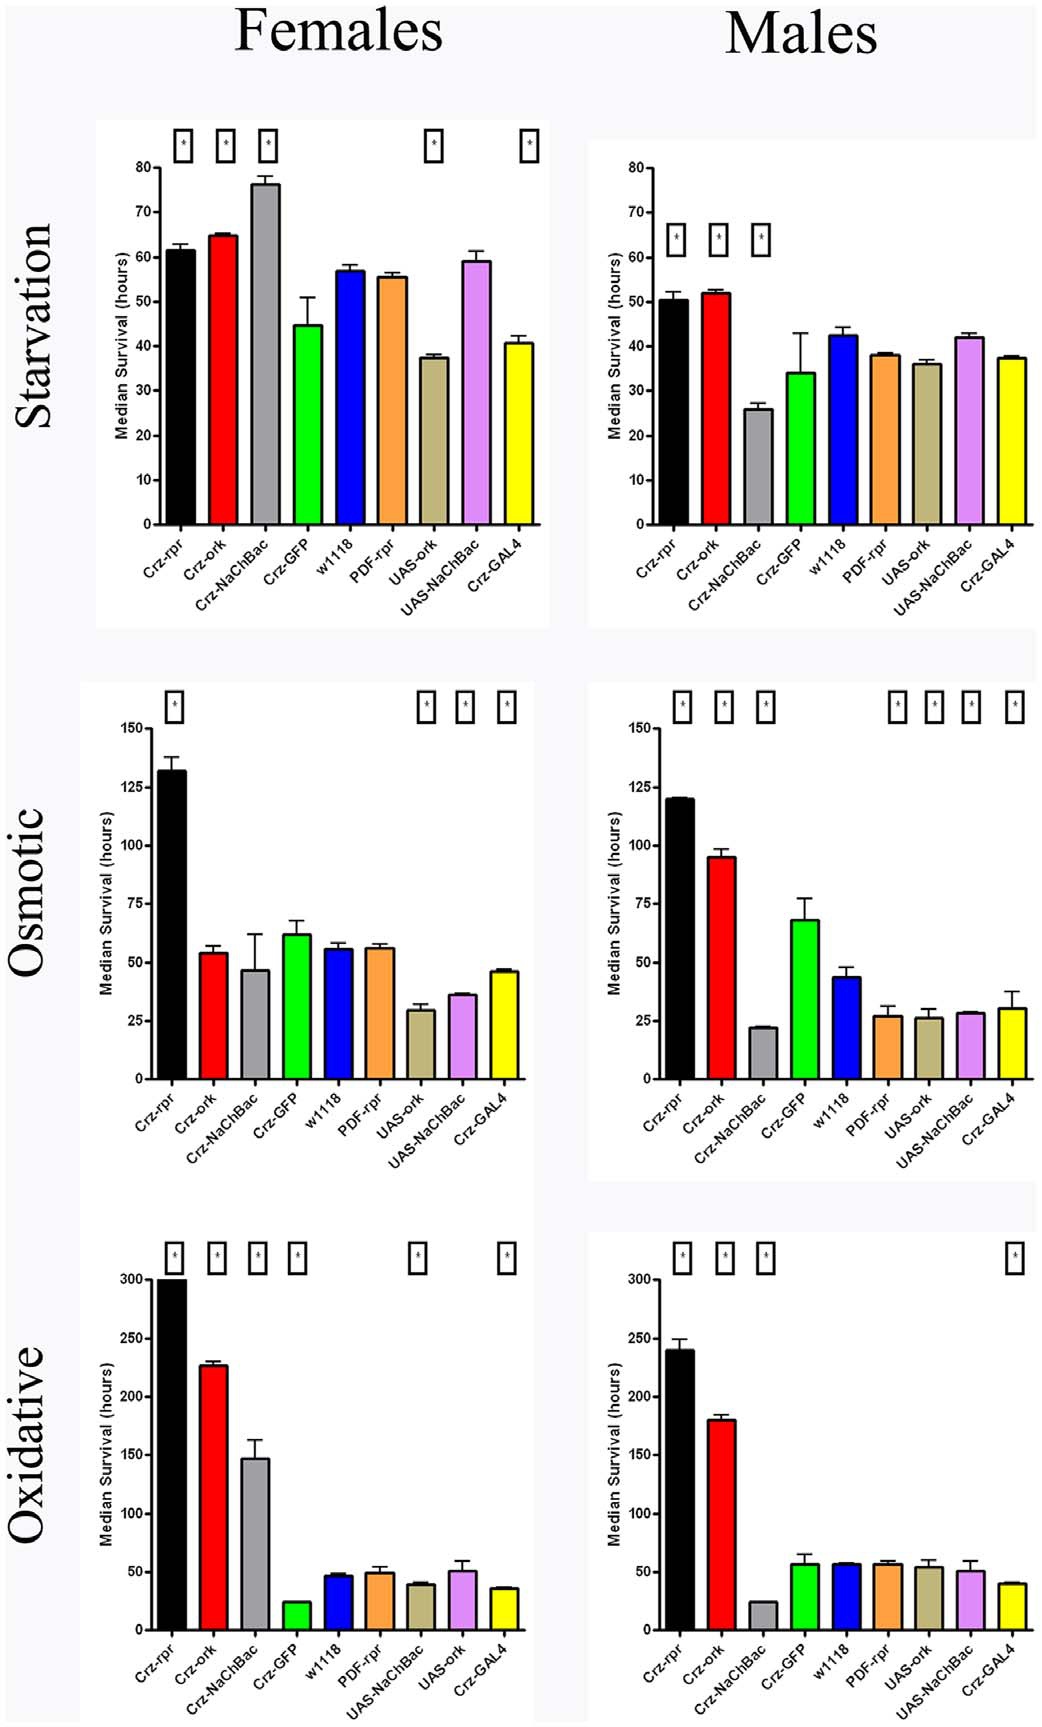 Females
Males
Starvation
* * * * *
Median Survival (hours)
80
70
60
50
40
30
20
10
0
Crz-rpr
Crz-ork
Crz-NaChBac
Crz-GFP
w1118
PDF-rpr
UAS-ork
UAS-NaChBac
Crz-GAL4
* * *
Median Survival (hours)
80
70
60
50
40
30
20
10
0
Crz-rpr
Crz-ork
Crz-NaChBac
Crz-GFP
w1118
PDF-rpr
UAS-ork
UAS-NaChBac
Crz-GAL4
Osmotic
* * * *
Median Survival (hours)
150
125
100
75
50
25
0
Crz-rpr
Crz-ork
Crz-NaChBac
Crz-GFP
w1118
PDF-rpr
UAS-ork
UAS-NaChBac
Crz-GAL4
* * * * * * *
Median Survival (hours)
150
125
100
75
50
25
0
Crz-rpr
Crz-ork
Crz-NaChBac
Crz-GFP
w1118
PDF-rpr
UAS-ork
UAS-NaChBac
Crz-GAL4
Oxidative
* * * * * *
Median Survival (hours)
300
250
200
150
100
50
0
Crz-rpr
Crz-ork
Crz-NaChBac
Crz-GFP
w1118
PDF-rpr
UAS-NaChBac
UAS-ork
Crz-GAL4
* * * *
Median Survival (hours)
300
250
200
150
100
50
0
Crz-rpr
Crz-ork
Crz-NaChBac
Crz-GFP
w1118
PDF-rpr
UAS-ork
UAS-NaChBac
Crz-GAL4